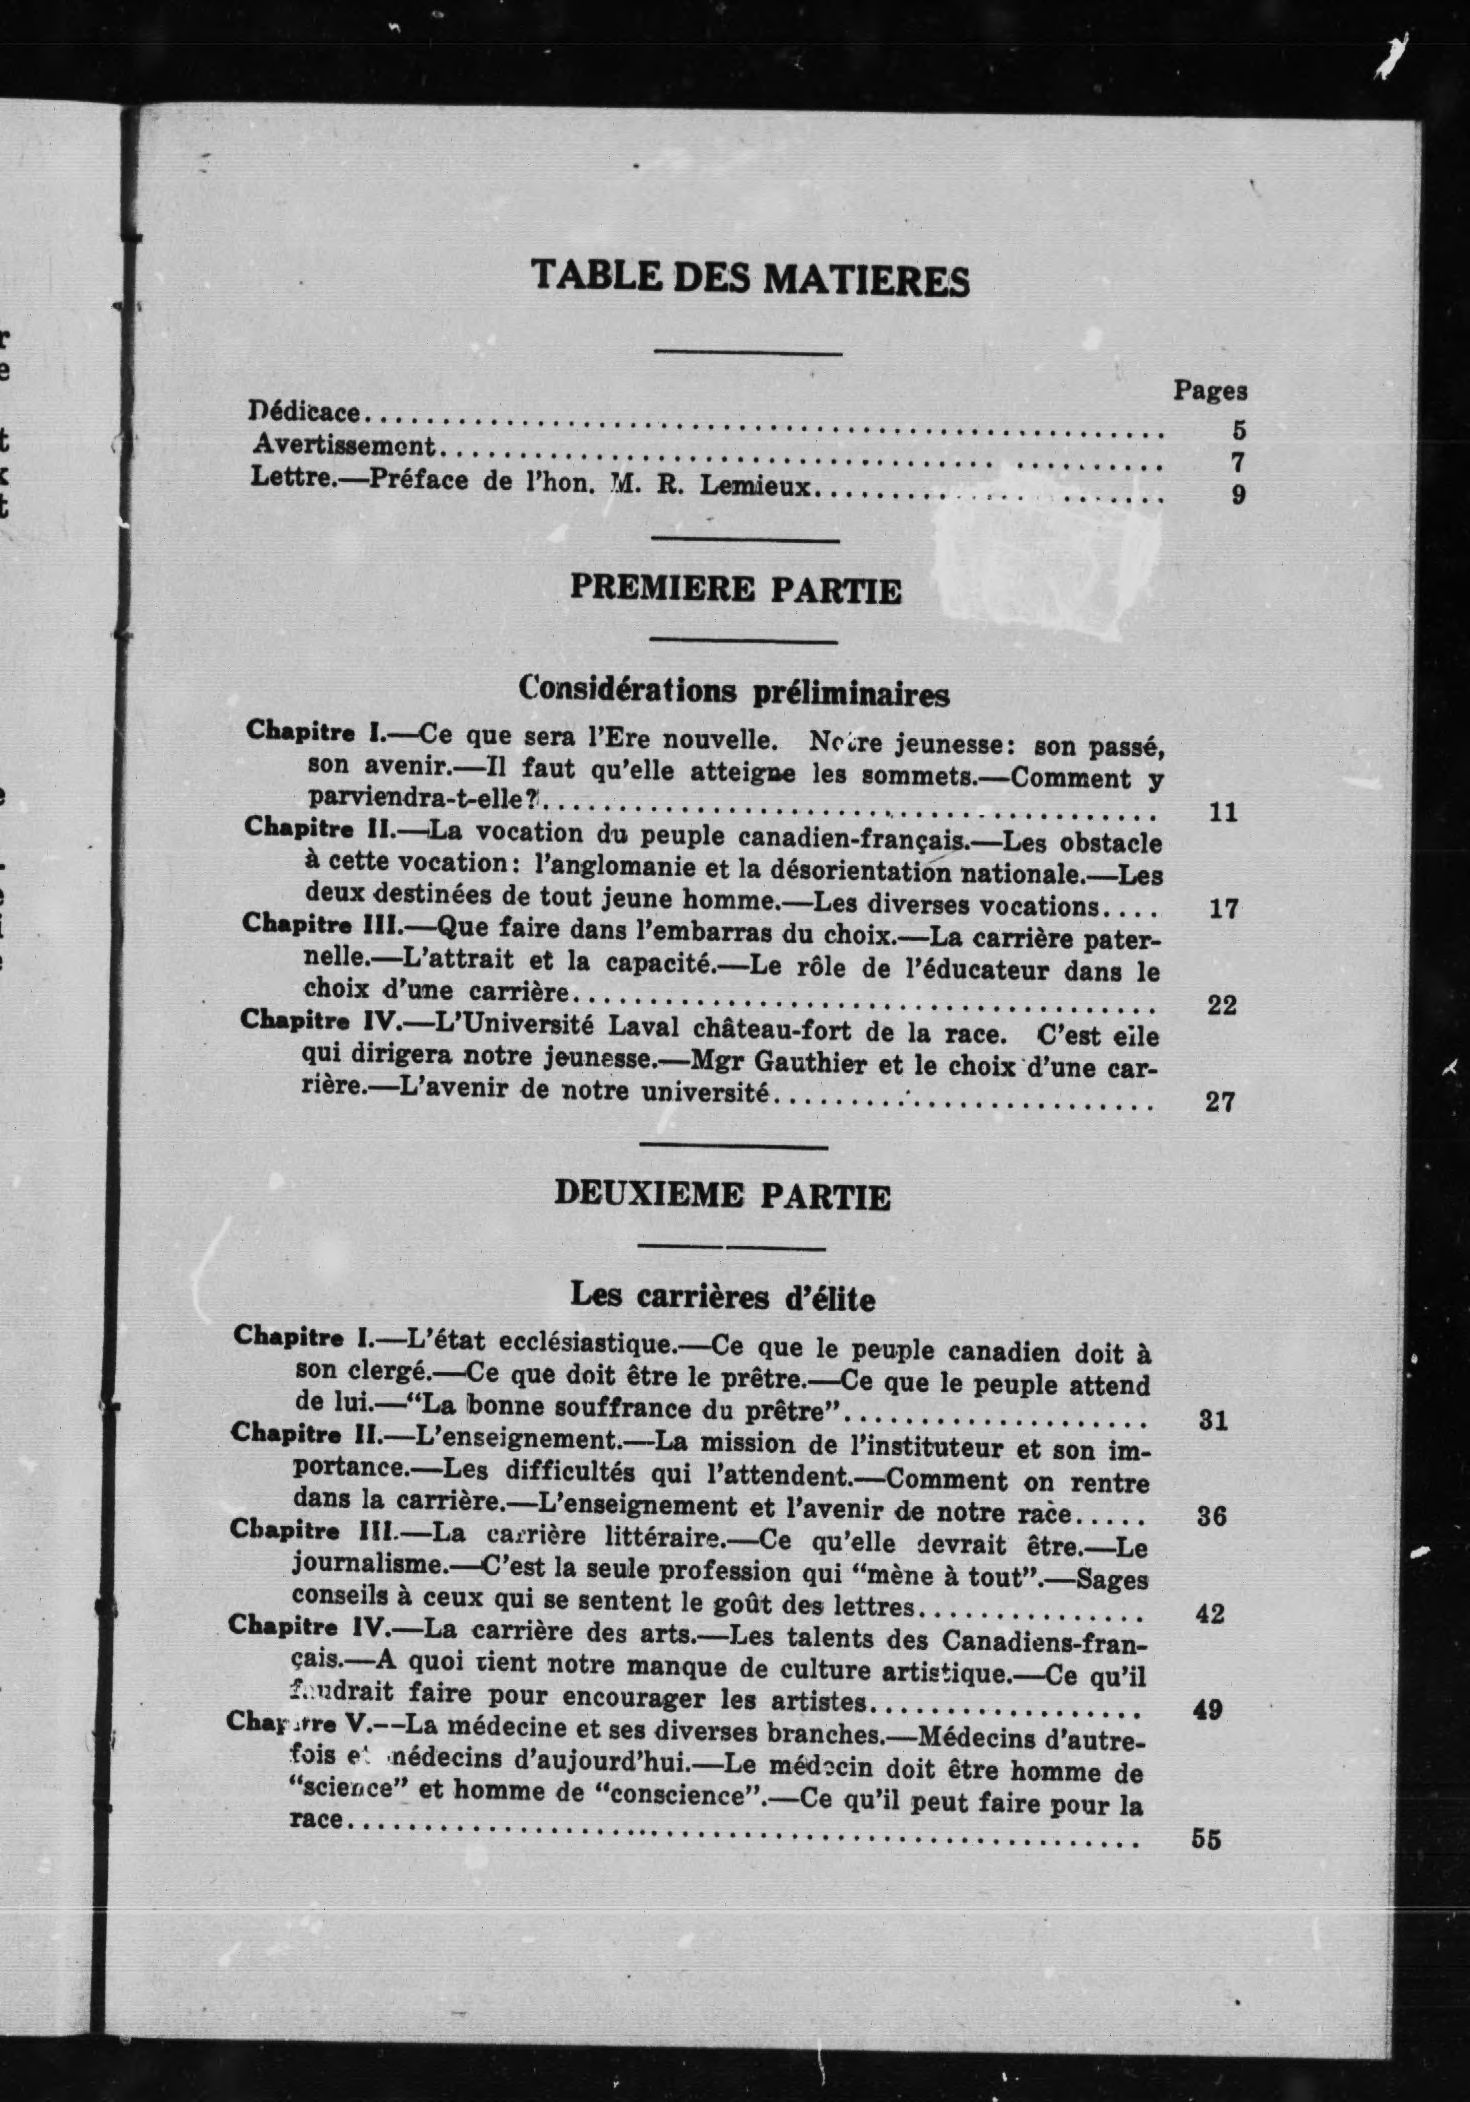 TABLE DES MATIERES
Pages
Dédicace........................................................ 5
Avertissement................................................ 7
Lettre.—Préface de l'hon. M. R. Lemieux....................... 9
PREMIERE PARTIE
Considérations préliminaires
Chapitre I.—Ce que sera l'Ere nouvelle. Notre jeunesse: son passé,
son avenir.—Il faut qu'elle atteigne les sommets.—Comment y
parviendra-t-elle?........................................ 11
Chapitre II.—La vocation du peuple canadien-français.—Les obstacle
à cette vocation: l'anglomanie et la désorientation nationale.—Les
deux destinées de tout jeune homme.—Les diverses vocations.... 17
Chapitre III.—Que faire dans l'embarras du choix.—La carrière pater-
nelle.—L'attrait et la capacité.—Le rôle de l'éducateur dans le
choix d'une carrière...................................... 22
Chapitre IV.—L'Université Laval château-fort de la race. C'est elle
qui dirigera notre jeunesse.—Mgr Gauthier et le choix d'une car-
rière.—L'avenir de notre université......................... 27
DEUXIEME PARTIE
Les carrières d'élite
Chapitre I.—L'état ecclésiastique.—Ce que le peuple canadien doit à
son clergé.—Ce que doit être le prêtre.—Ce que le peuple attend
de lui.—“La bonne souffrance du prêtre”.................... 31
Chapitre II.—L'enseignement.—La mission de l'instituteur et son im-
portance.—Les difficultés qui l'attendent.—Comment on rentre
dans la carrière.—L'enseignement et l'avenir de notre race..... 36
Chapitre III.—La carrière littéraire.—Ce qu'elle devrait être.—Le
journalisme.—C'est la seule profession qui “mène à tout”.—Sages
conseils à ceux qui se sentent le goût des lettres............... 42
Chapitre IV.—La carrière des arts.—Les talents des Canadiens-fran-
çais.—A quoi tient notre manque de culture artistique.—Ce qu'il
faudrait faire pour encourager les artistes.................. 49
Chapitre V.--La médecine et ses diverses branches.—Médecins d'autre-
fois et médecins d'aujourd'hui.—Le médecin doit être homme de
“science” et homme de “conscience”.—Ce qu'il peut faire pour la
race.................................................... 55